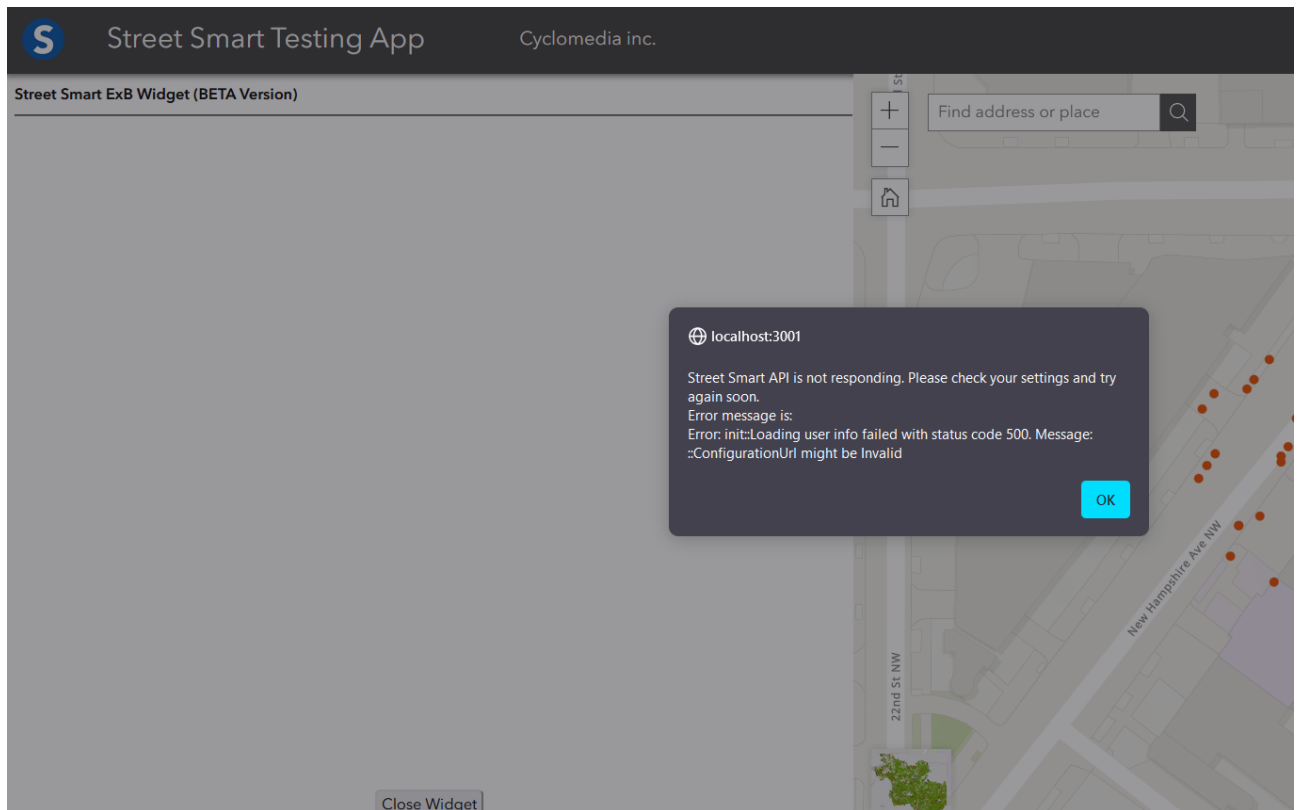 S
Street Smart Testing App
Cyclomedia inc.
Street Smart ExB Widget (BETA Version)
St
Find address or place
localhost:3001
Street Smart API is not responding. Please check your settings and try
again soon.
Error message is:
Error: init::Loading user info failed with status code 500. Message:
::ConfigurationUrl might be Invalid
OK
New Hampshire Ave NW
22nd St NW
Close Widget